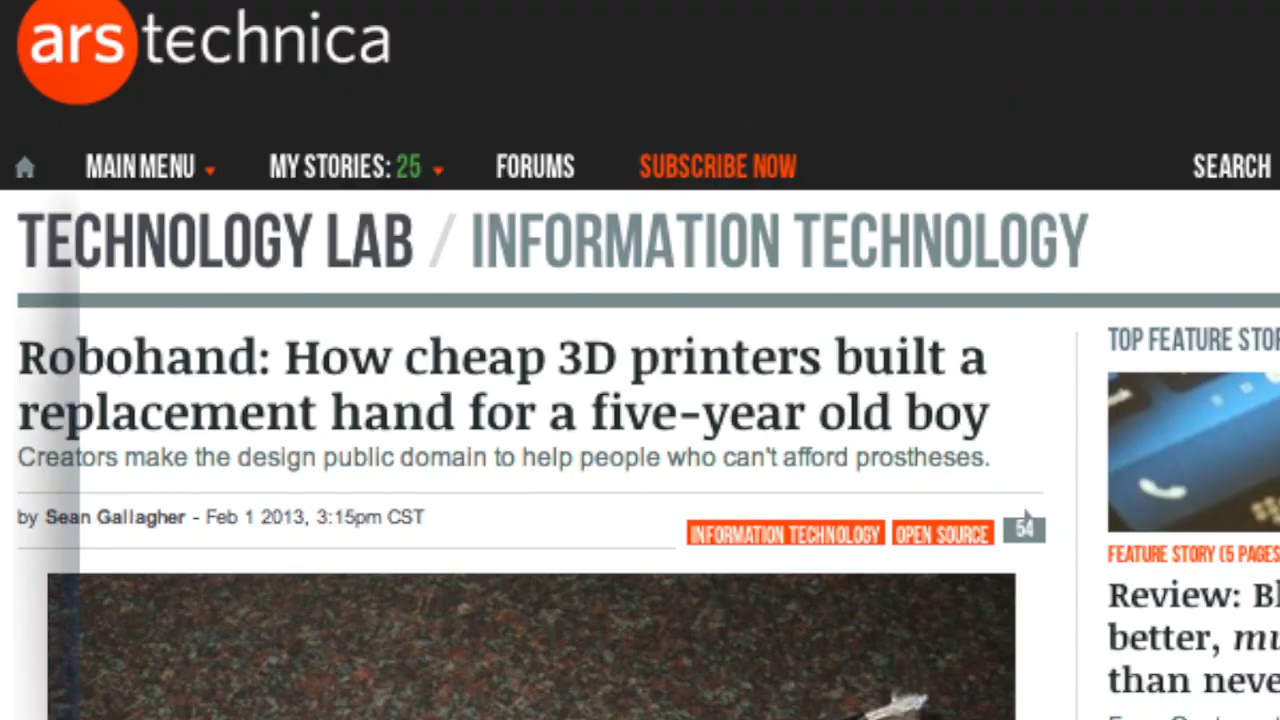 ars technica
MAIN MENU MY STORIES: 25 FORUMS SUBSCRIBE NOW SEARCH
TECHNOLOGY LAB / INFORMATION TECHNOLOGY
Robohand: How cheap 3D printers built a
replacement hand for a five-year old boy
Creators make the design public domain to help people who can't afford prostheses.
by Sean Gallagher - Feb 1 2013, 3:15pm CST
INFORMATION TECHNOLOGY OPEN SOURCE 54
TOP FEATURE STOR
FEATURE STORY (5 PAGES
Review: Bl
better, mu
than neve